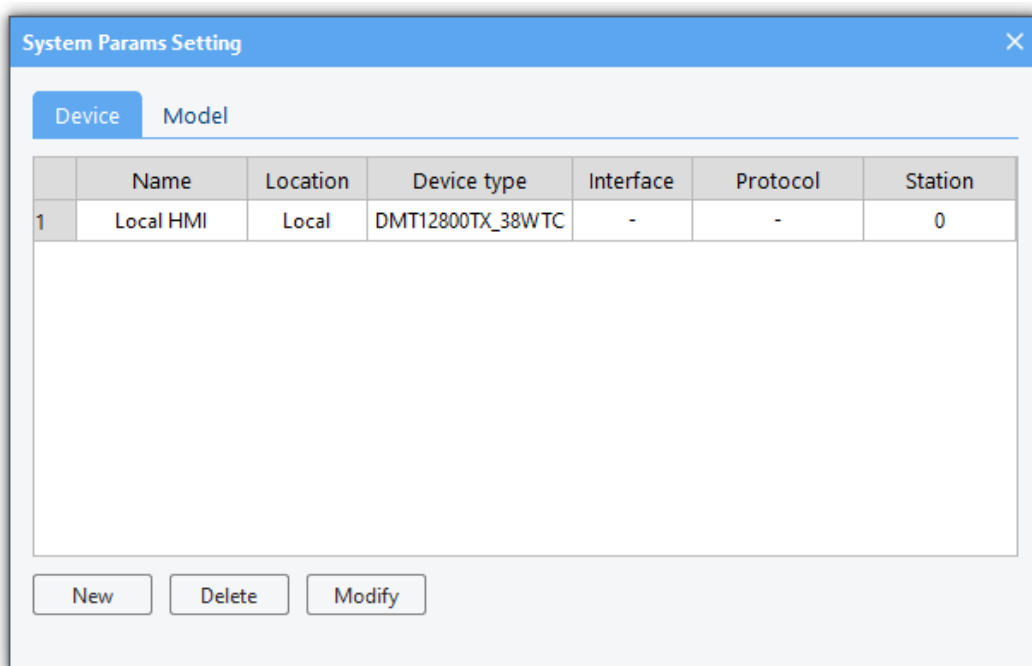 System Params Setting
Device Model
Name Location Device type Interface Protocol Station
1 Local HMI Local DMT12800TX_38WTC - - 0
New Delete Modify